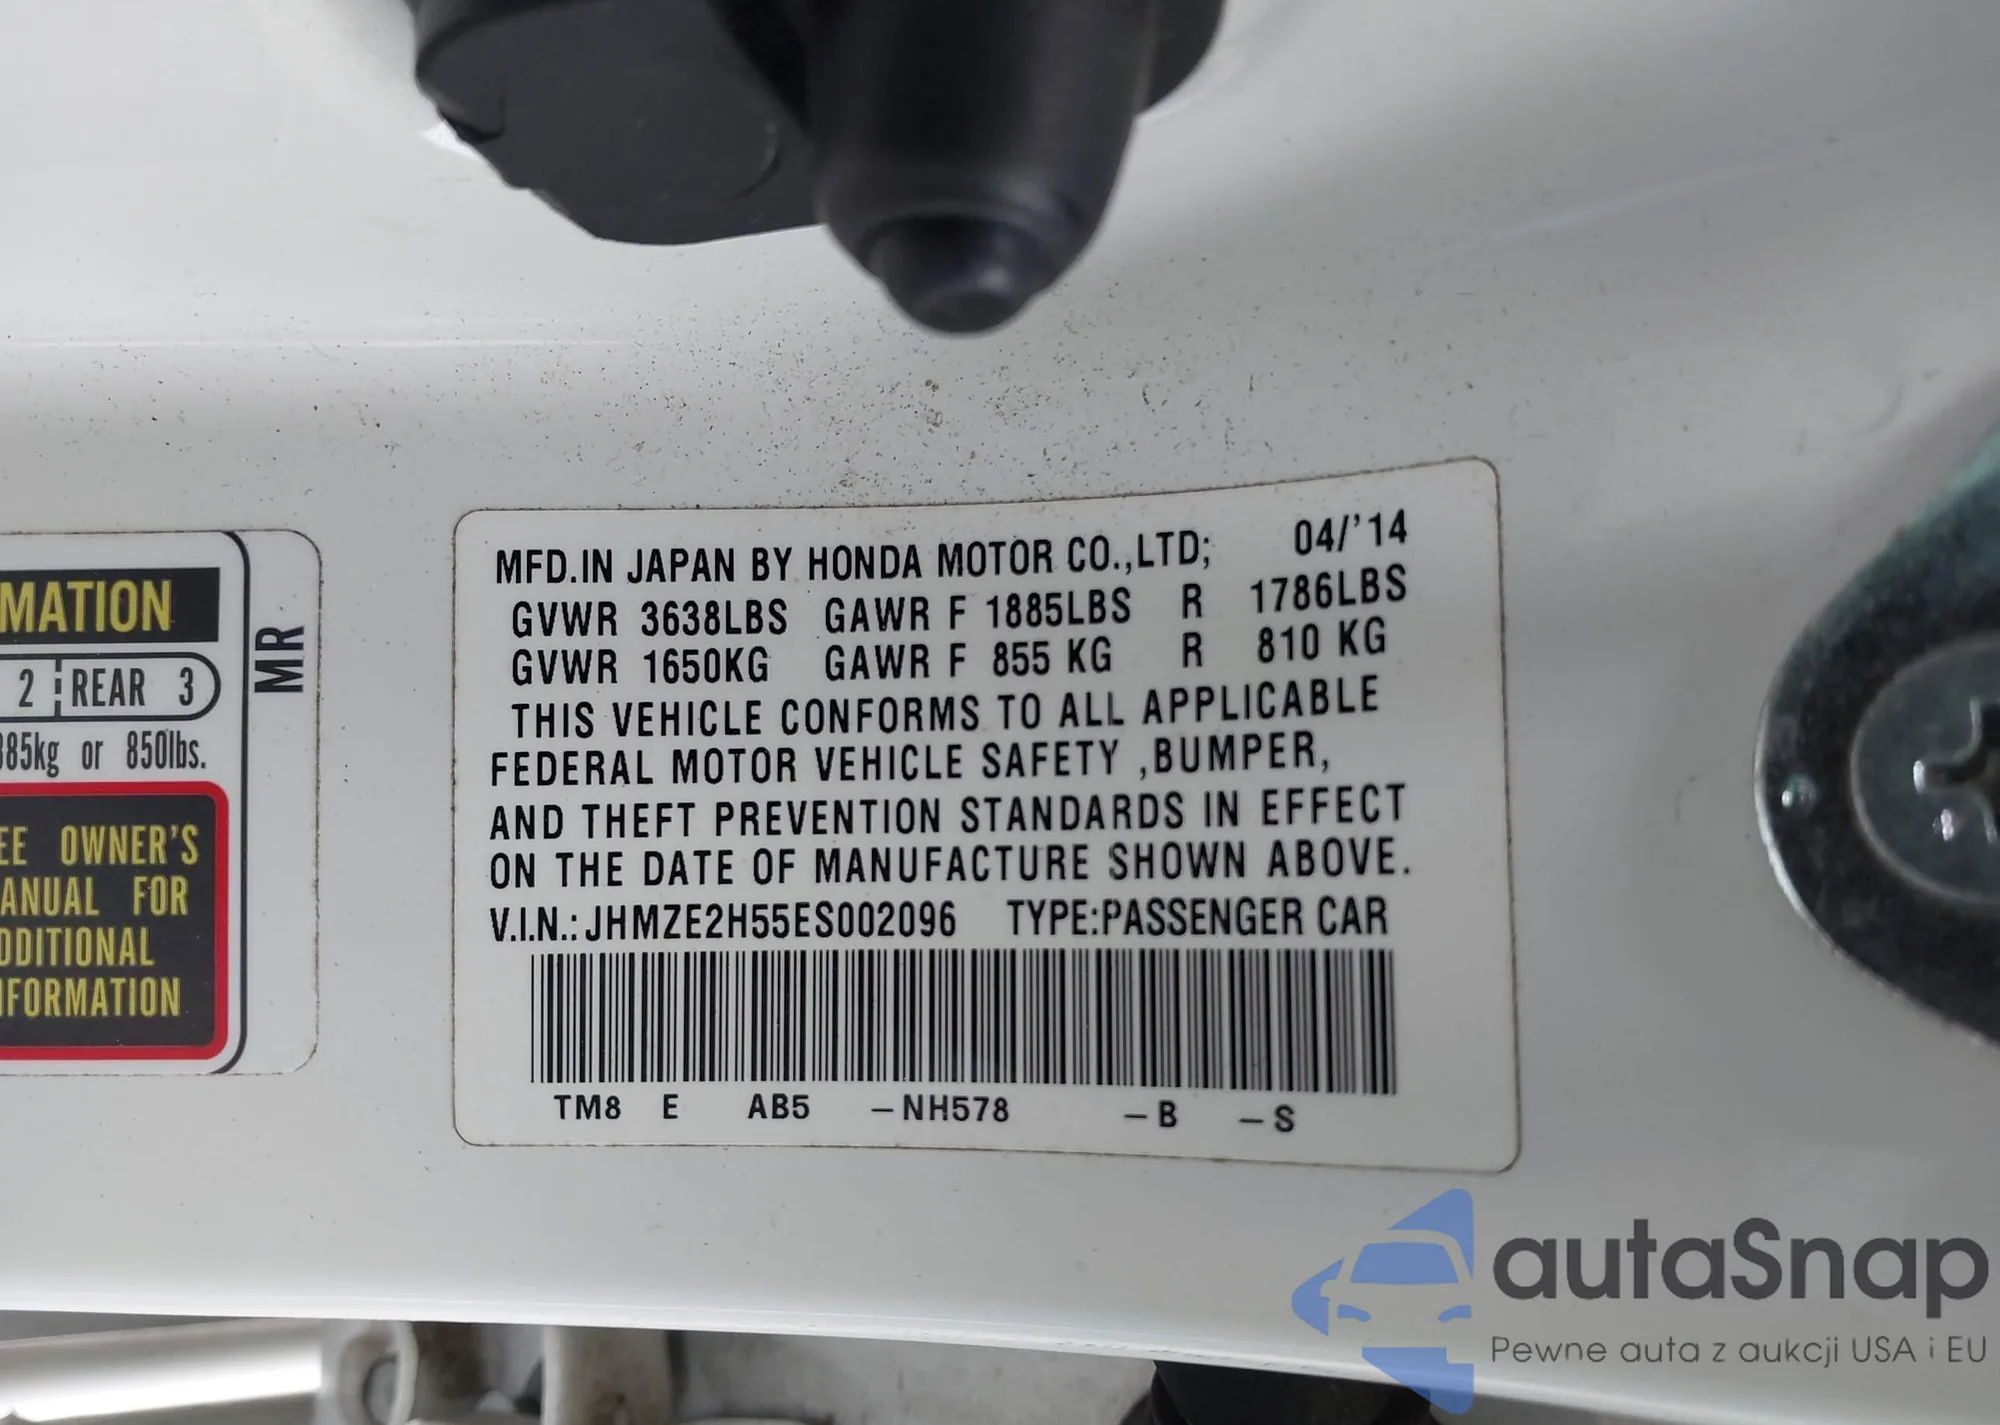 MATION
2 REAR 3
385kg or 850lbs.
EE OWNER'S
ANUAL FOR
DDITIONAL
NFORMATION
MR
MFD.IN JAPAN BY HONDA MOTOR CO.,LTD; 04/'14
GVWR 3638LBS GAWR F 1885LBS R 1786LBS
GVWR 1650KG GAWR F 855 KG R 810 KG
THIS VEHICLE CONFORMS TO ALL APPLICABLE
FEDERAL MOTOR VEHICLE SAFETY ,BUMPER,
AND THEFT PREVENTION STANDARDS IN EFFECT
ON THE DATE OF MANUFACTURE SHOWN ABOVE.
V.I.N.: JHMZE2H55ES002096 TYPE:PASSENGER CAR
TM8 E AB5 -NH578 -B -S
autaSnap
Pewne auta z aukcji USA i EU